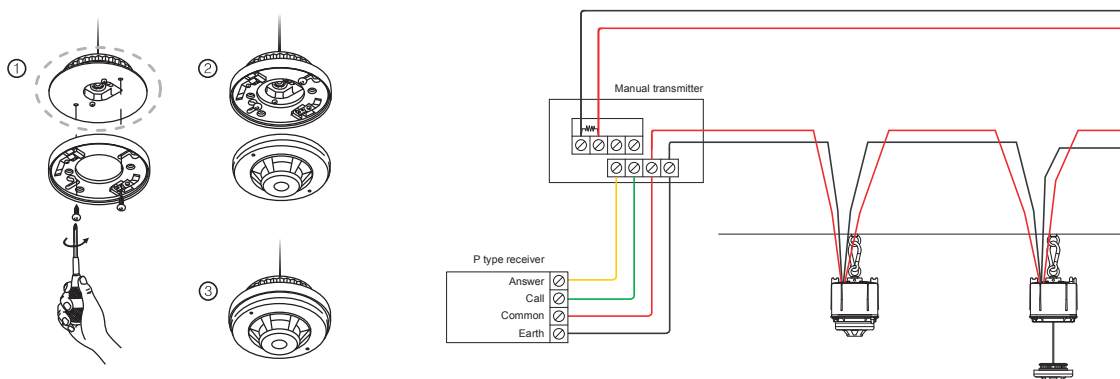 ①
②
③
Manual transmitter
P type receiver
Answer
Call
Common
Earth